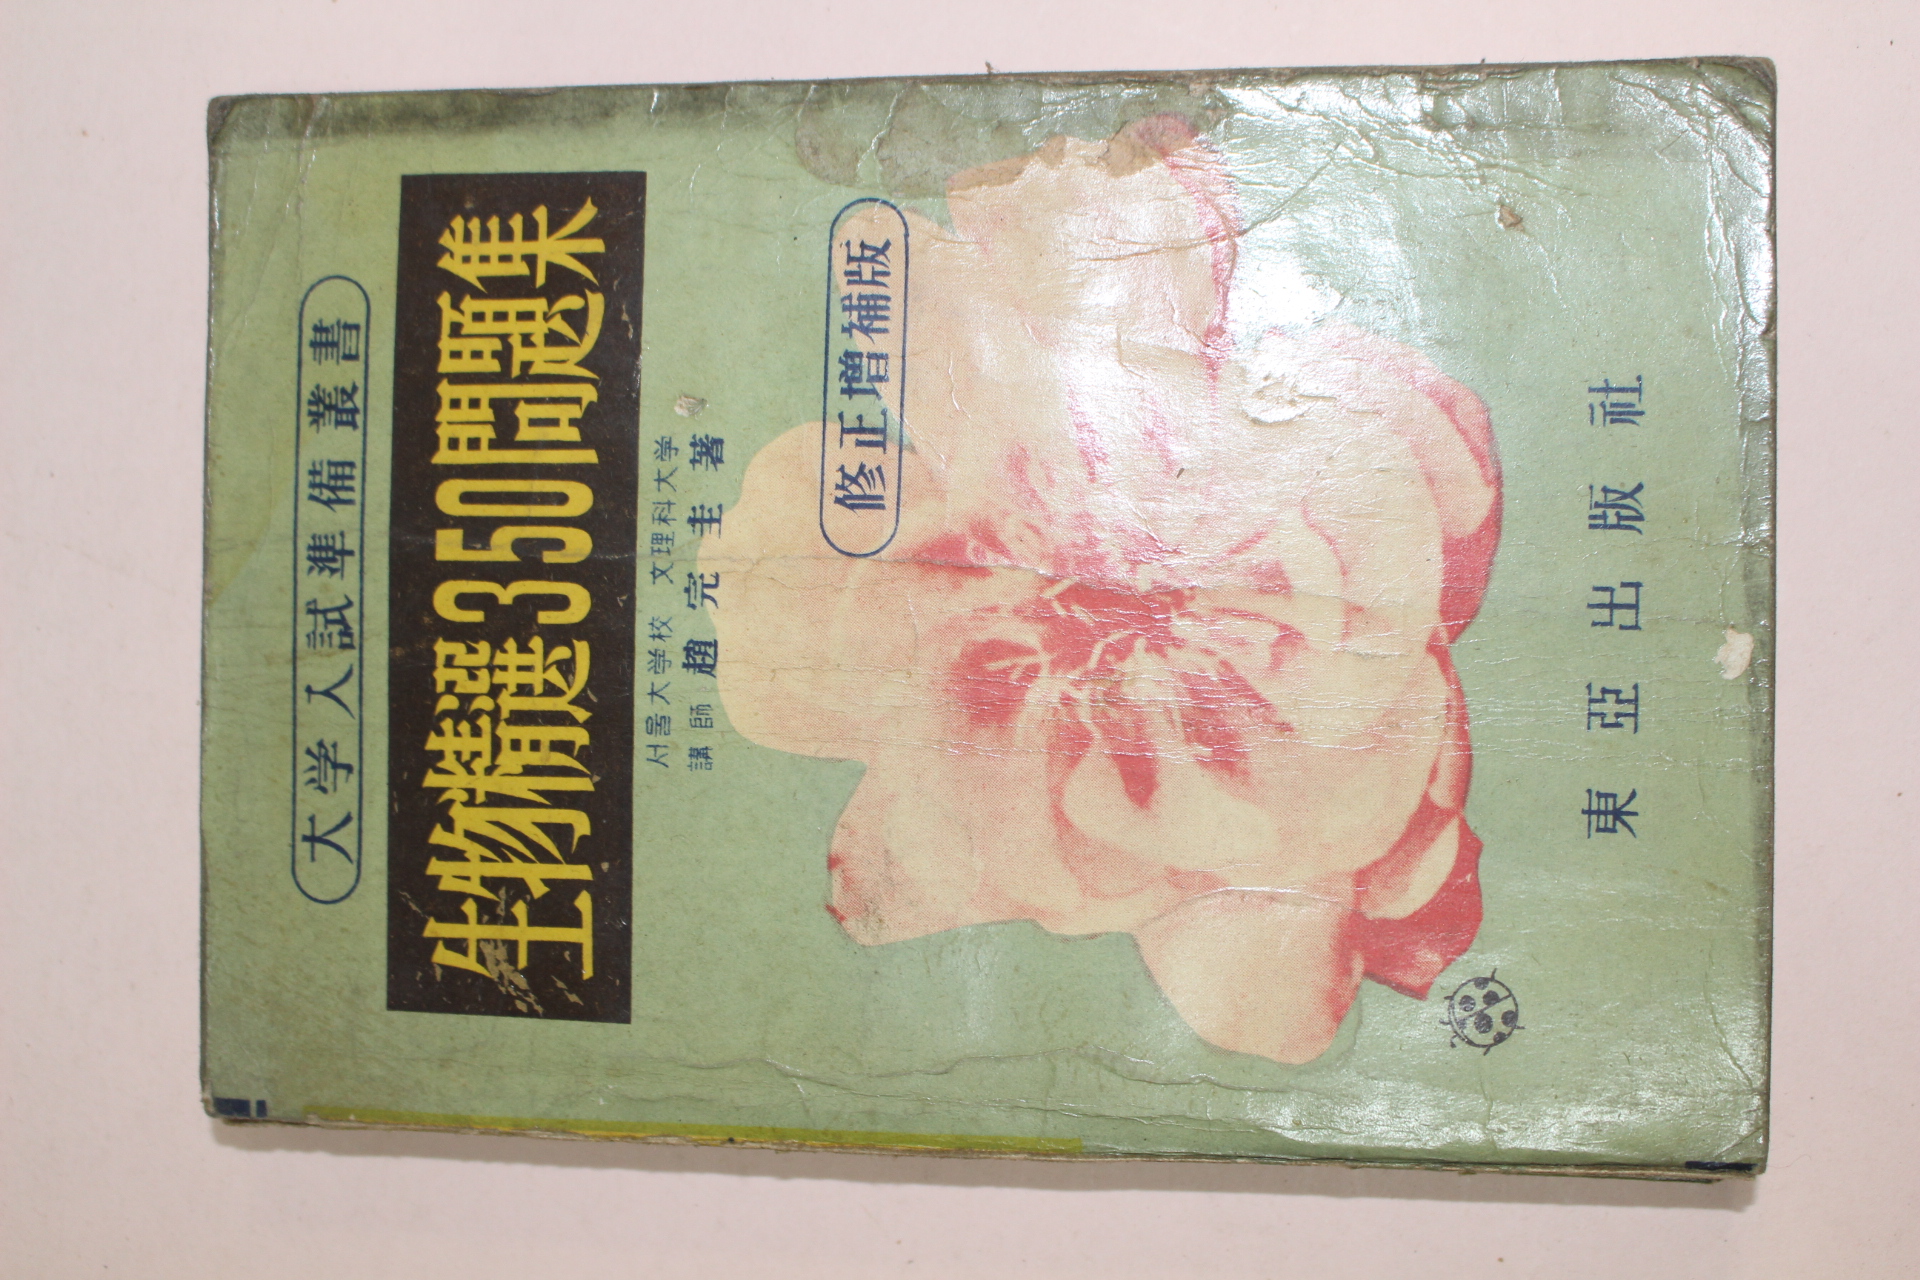 大学入試準備叢書
生物精選350問題集
서울大学校 文理科大学
講師 趙完圭 著
修正增補版
東亞出版社